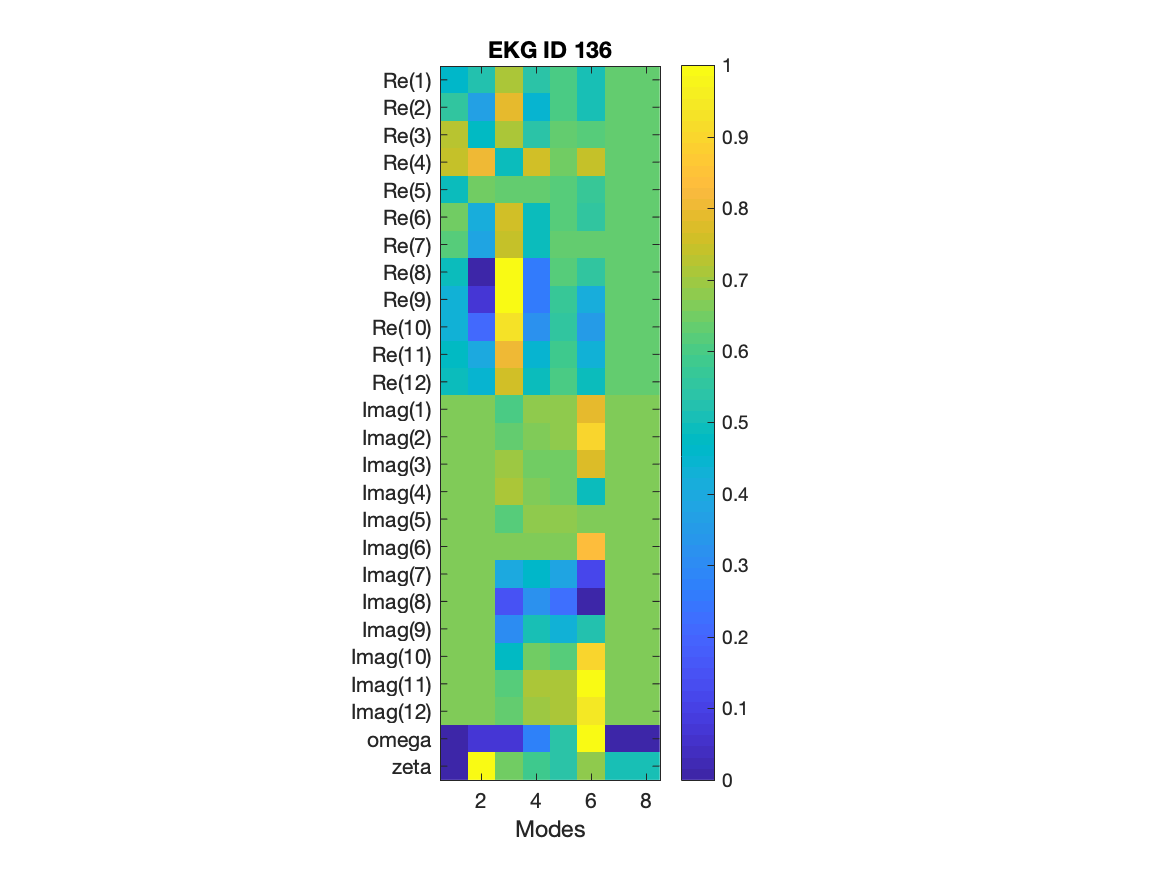 EKG ID 136
Re(1)
Re(2)
Re(3)
Re(4)
Re(5)
Re(6)
Re(7)
Re(8)
Re(9)
Re(10)
Re(11)
Re(12)
Imag(1)
Imag(2)
Imag(3)
Imag(4)
Imag(5)
Imag(6)
Imag(7)
Imag(8)
Imag(9)
Imag(10)
Imag(11)
Imag(12)
omega
zeta
2 4 6 8
Modes
1
0.9
0.8
0.7
0.6
0.5
0.4
0.3
0.2
0.1
0